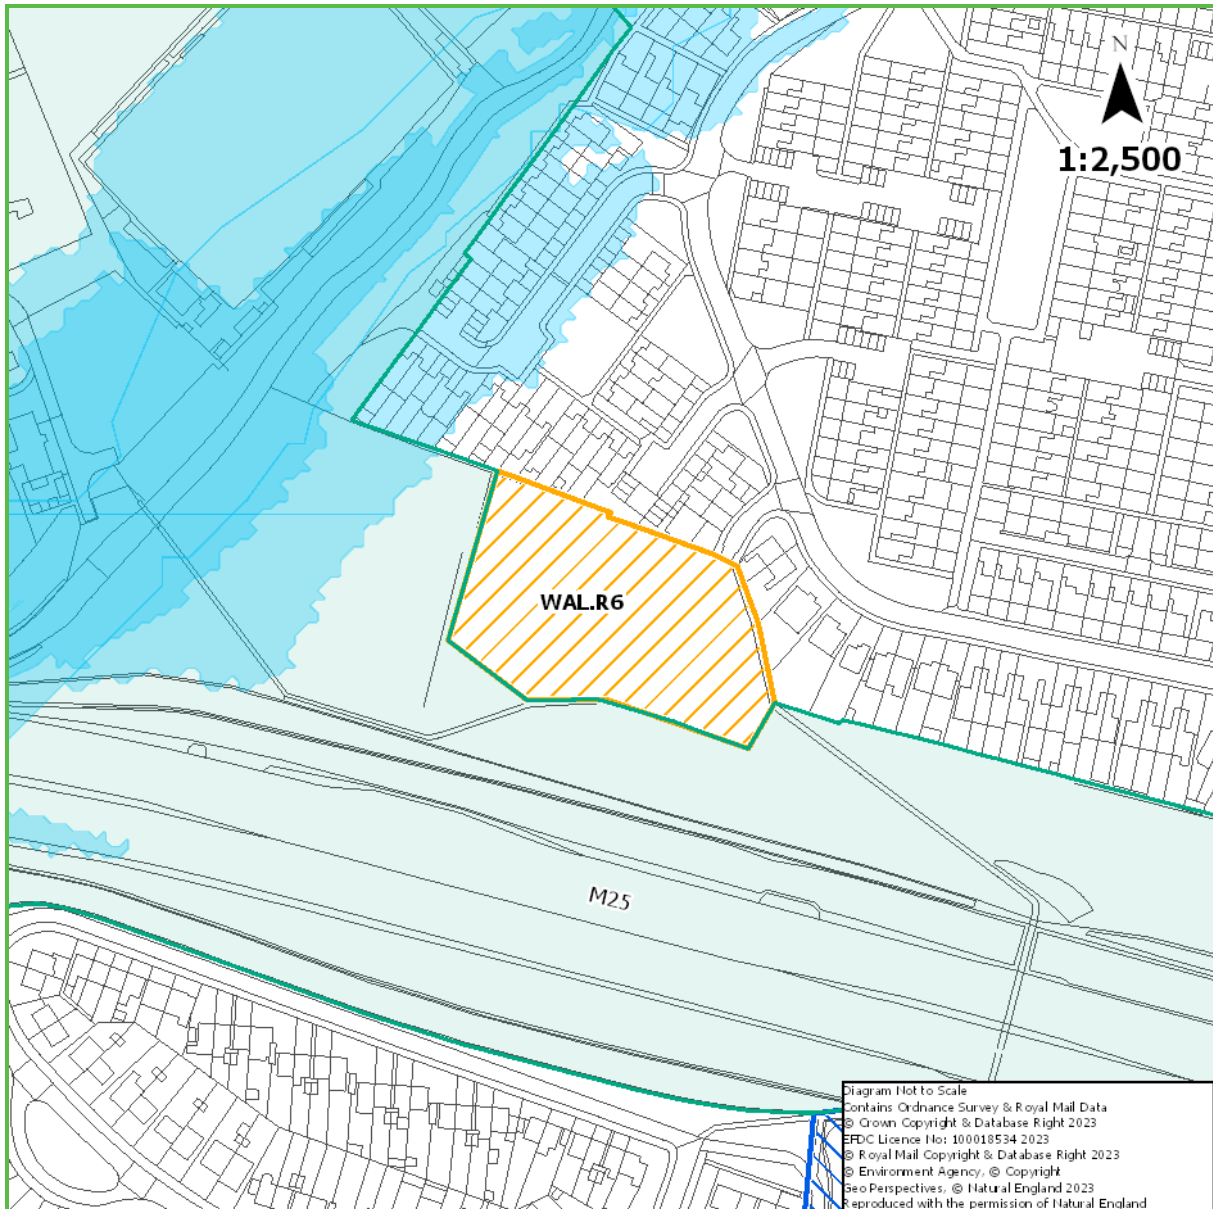 N
1:2,500
WAL.R6
M25
Diagram Not to Scale
Contains Ordnance Survey & Royal Mail Data
© Crown Copyright & Database Right 2023
EFDC Licence No: 100018534 2023
© Royal Mail Copyright & Database Right 2023
© Environment Agency, © Copyright
Geo Perspectives, © Natural England 2023
Reproduced with the permission of Natural England